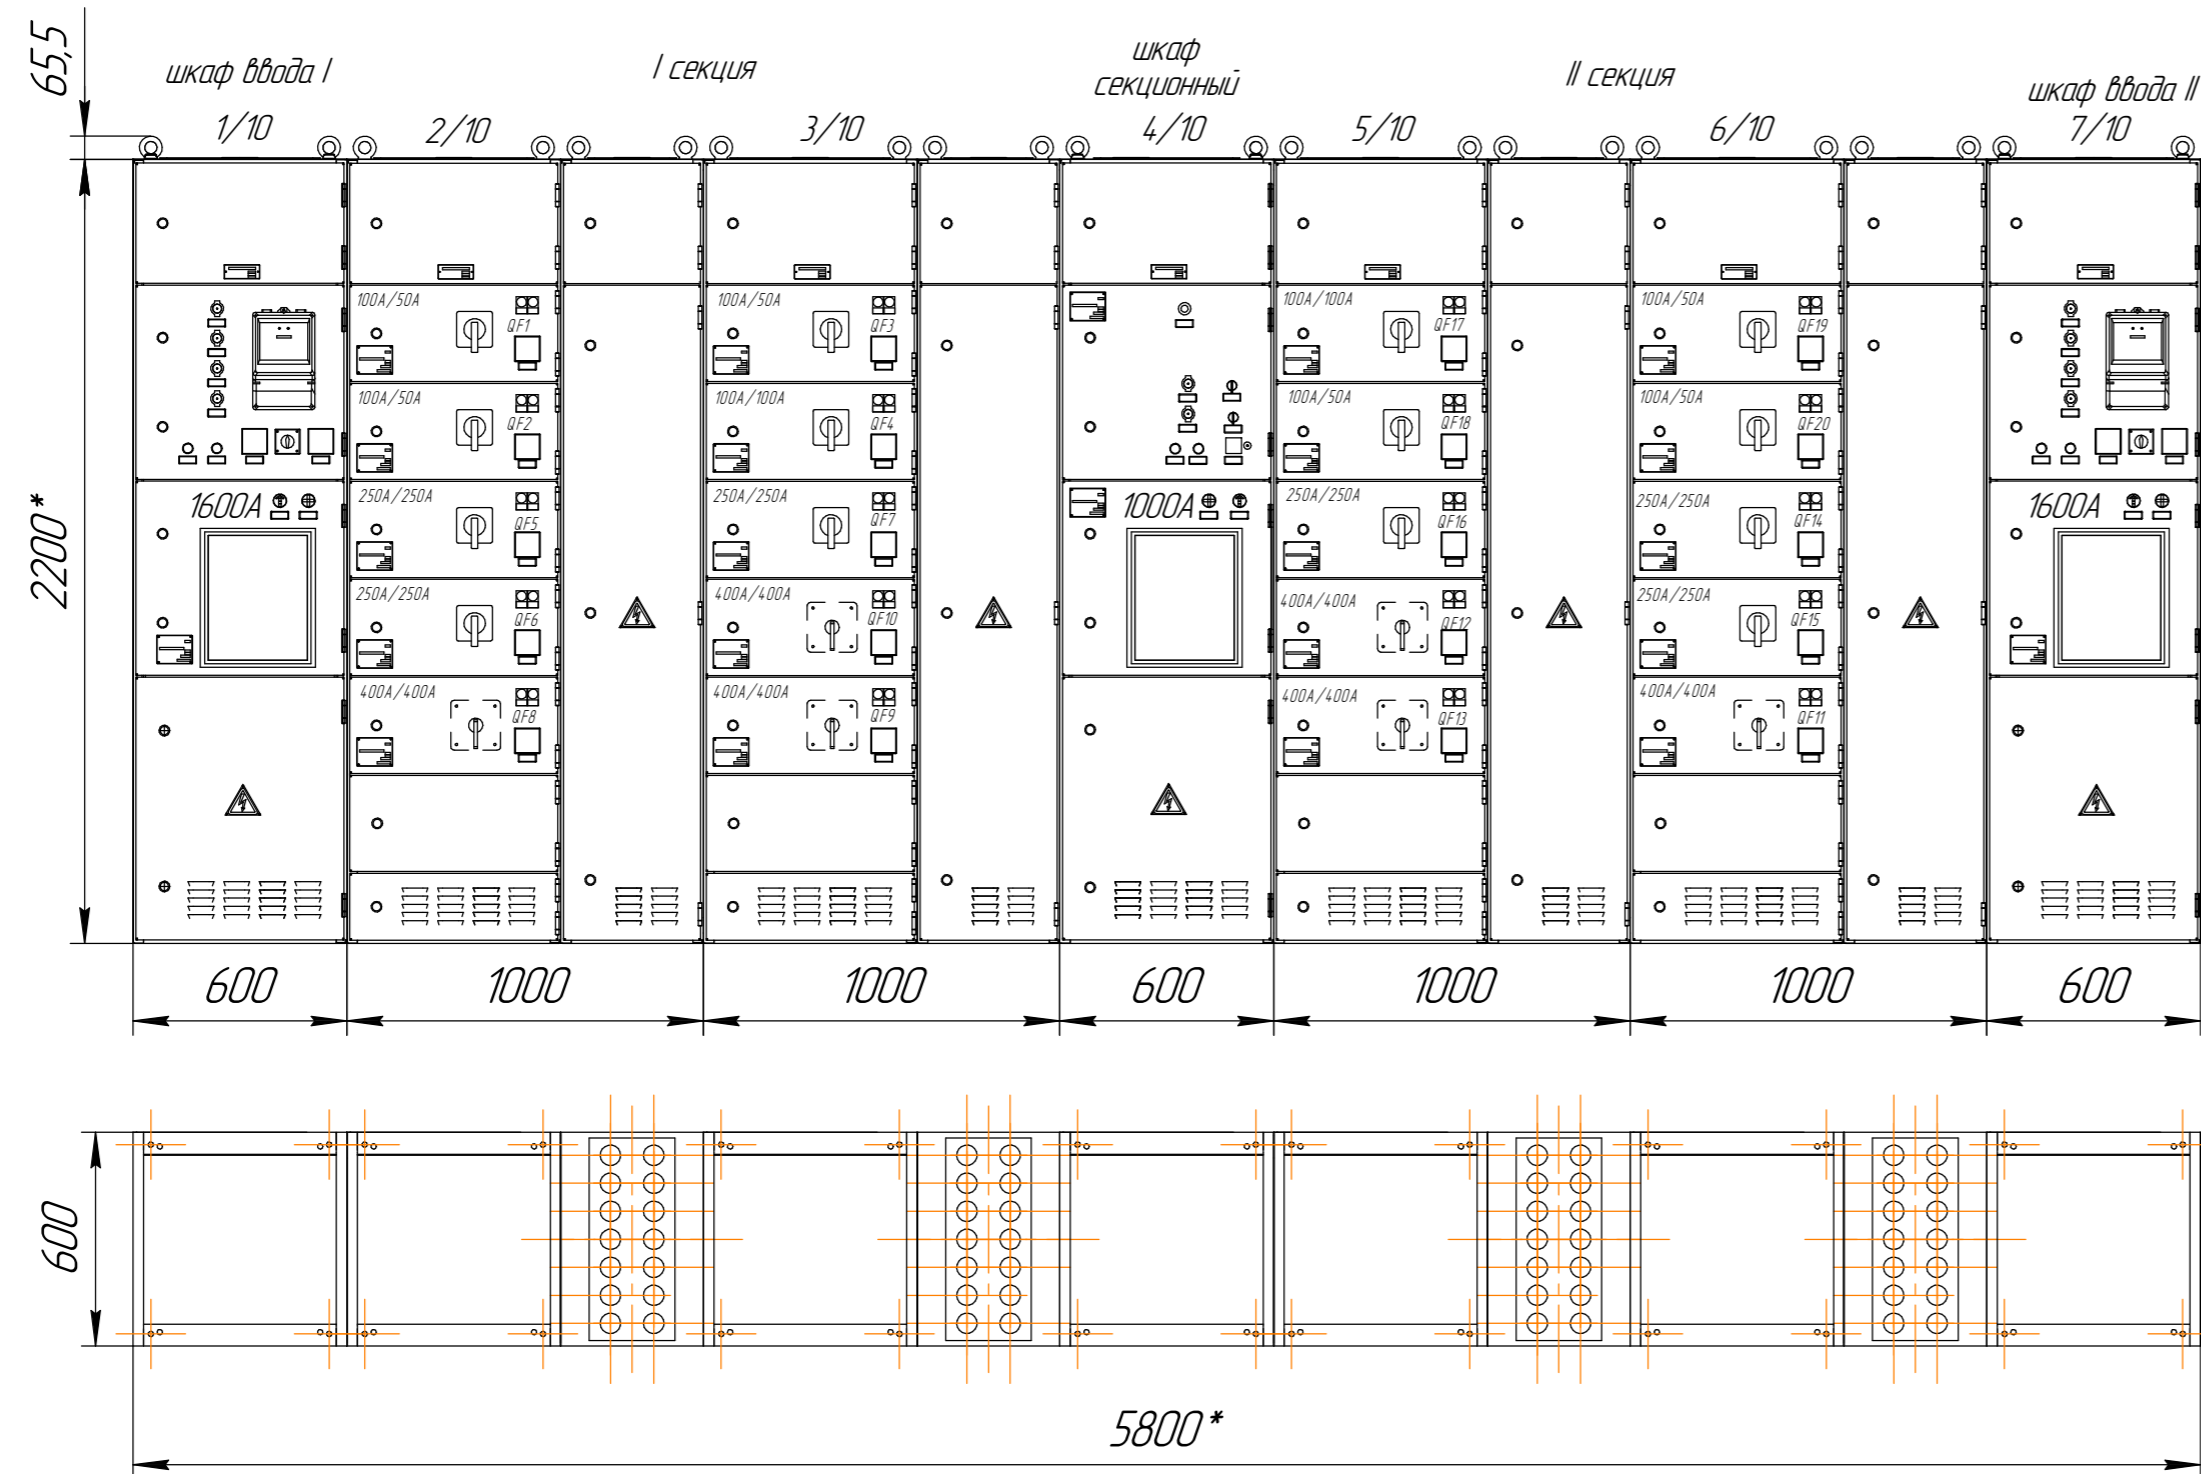 65,5
шкаф ввода I
I секция
шкаф
секционный
II секция
шкаф ввода II
1/10
2/10
3/10
4/10
5/10
6/10
7/10
100А/50А
QF1
100А/50А
QF3
100А/100А
QF17
100А/50А
QF19
100А/50А
QF2
100А/100А
QF4
100А/50А
QF18
100А/50А
QF20
2200*
1600А
250А/250А
QF5
250А/250А
QF7
1000А
250А/250А
QF16
250А/250А
QF14
1600А
250А/250А
QF6
400А/400А
QF10
400А/400А
QF12
250А/250А
QF15
400А/400А
QF8
400А/400А
QF9
400А/400А
QF13
400А/400А
QF11
600
1000
1000
600
1000
1000
600
600
5800*